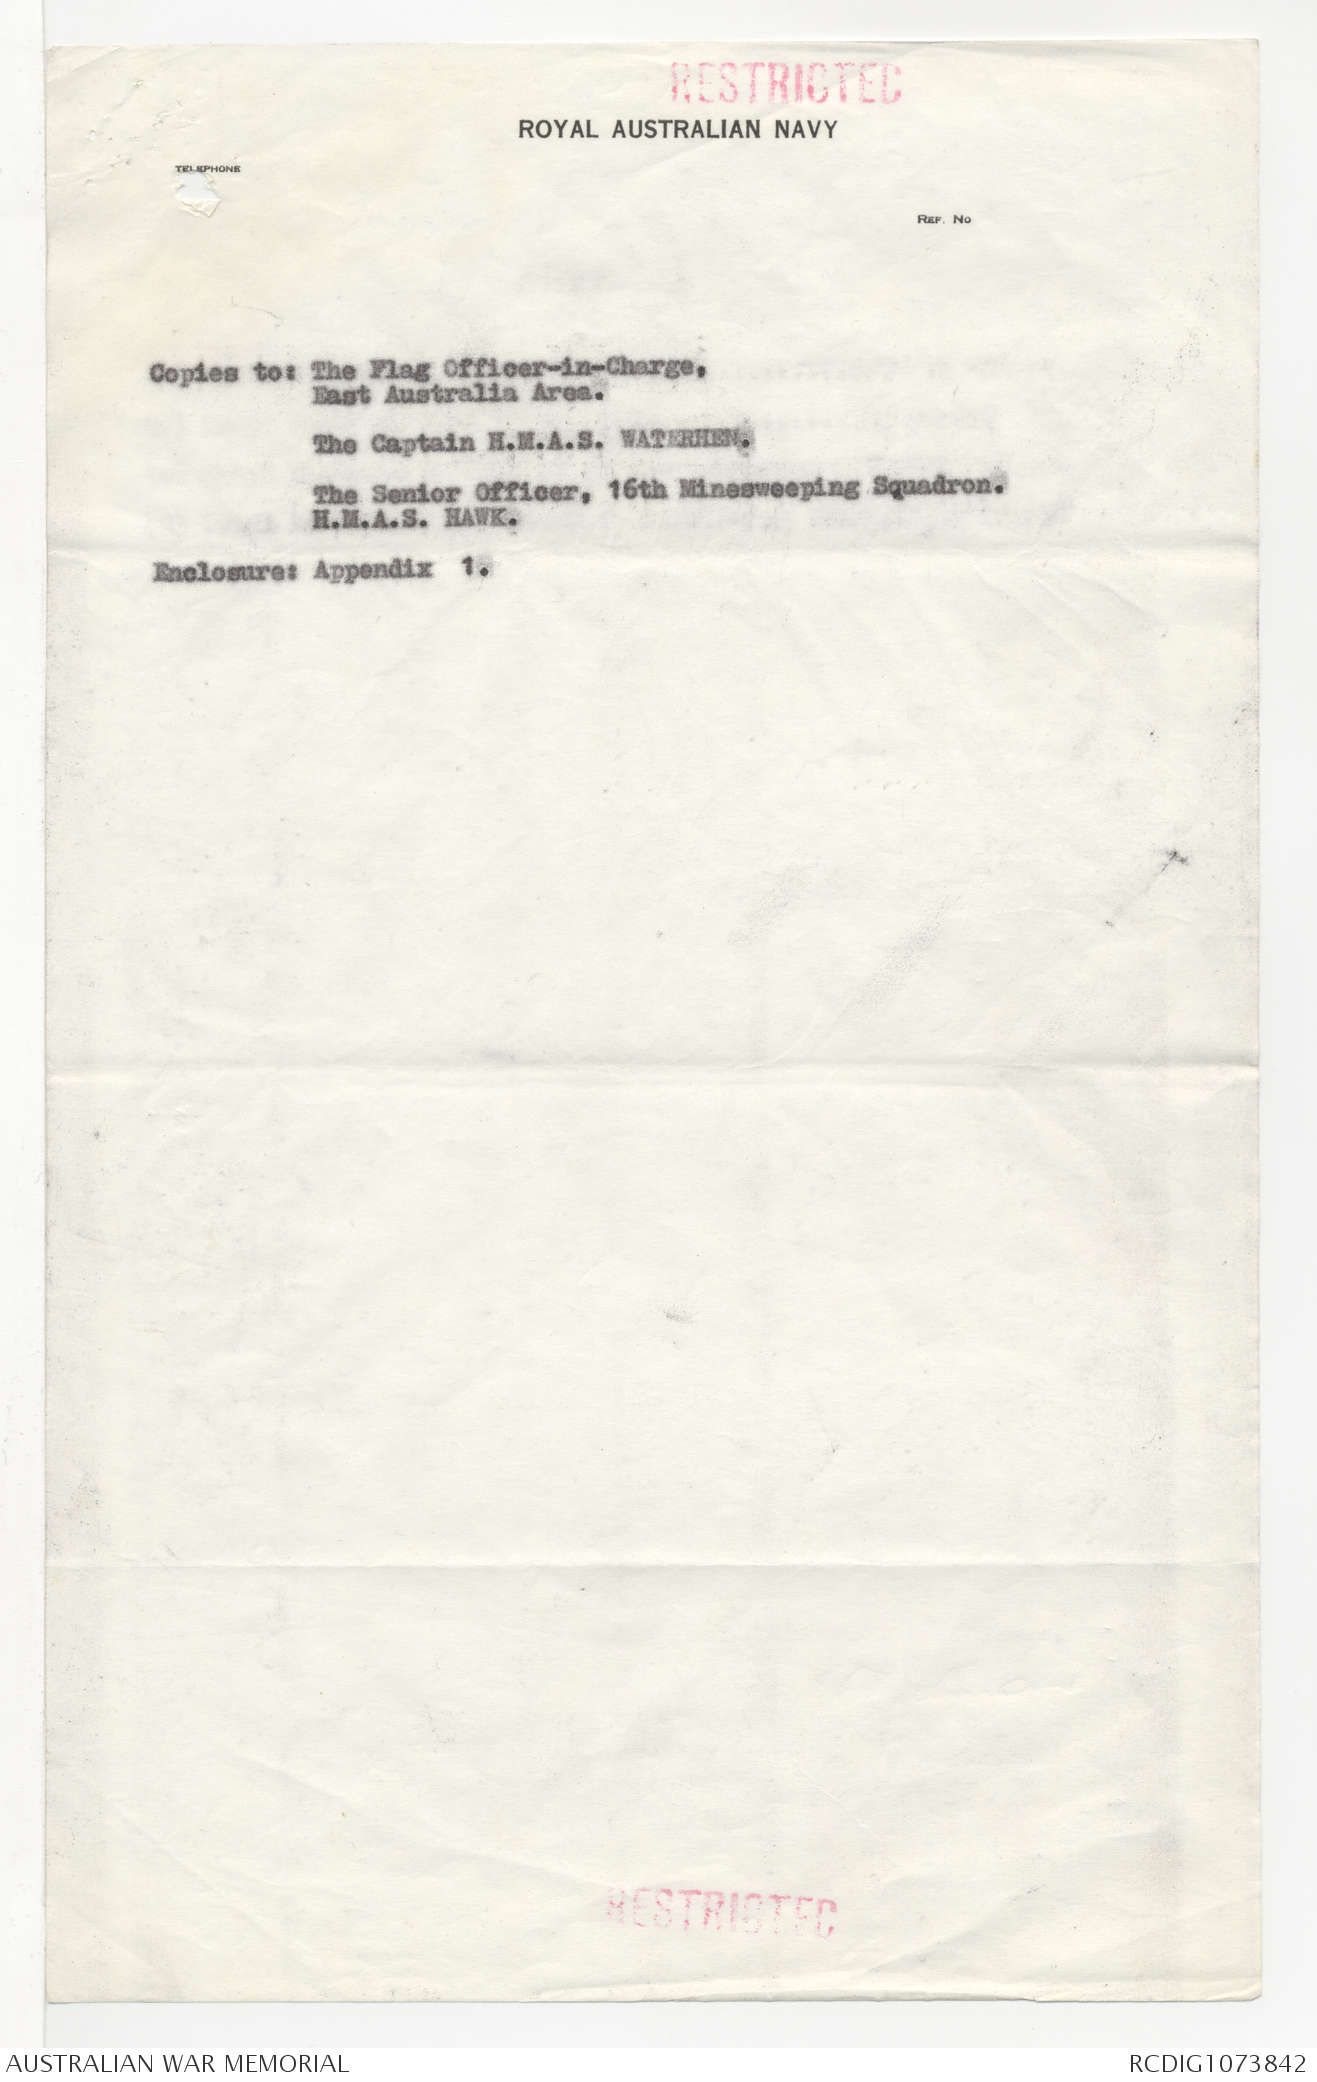 RESTRICTED
ROYAL AUSTRALIAN NAVY
TELEPHONE
REF. NO
Copies to: The Flag Officer-in-Charge,
East Australia Area.
The Captain H.M.A.S. WATERHEN.
The Senior Officer, 16th Minesweeping Squadron.
H.M.A.S. HAWK.
Enclosure: Appendix 1.
RESTRICTED
AUSTRALIAN WAR MEMORIAL
RCDIG1073842